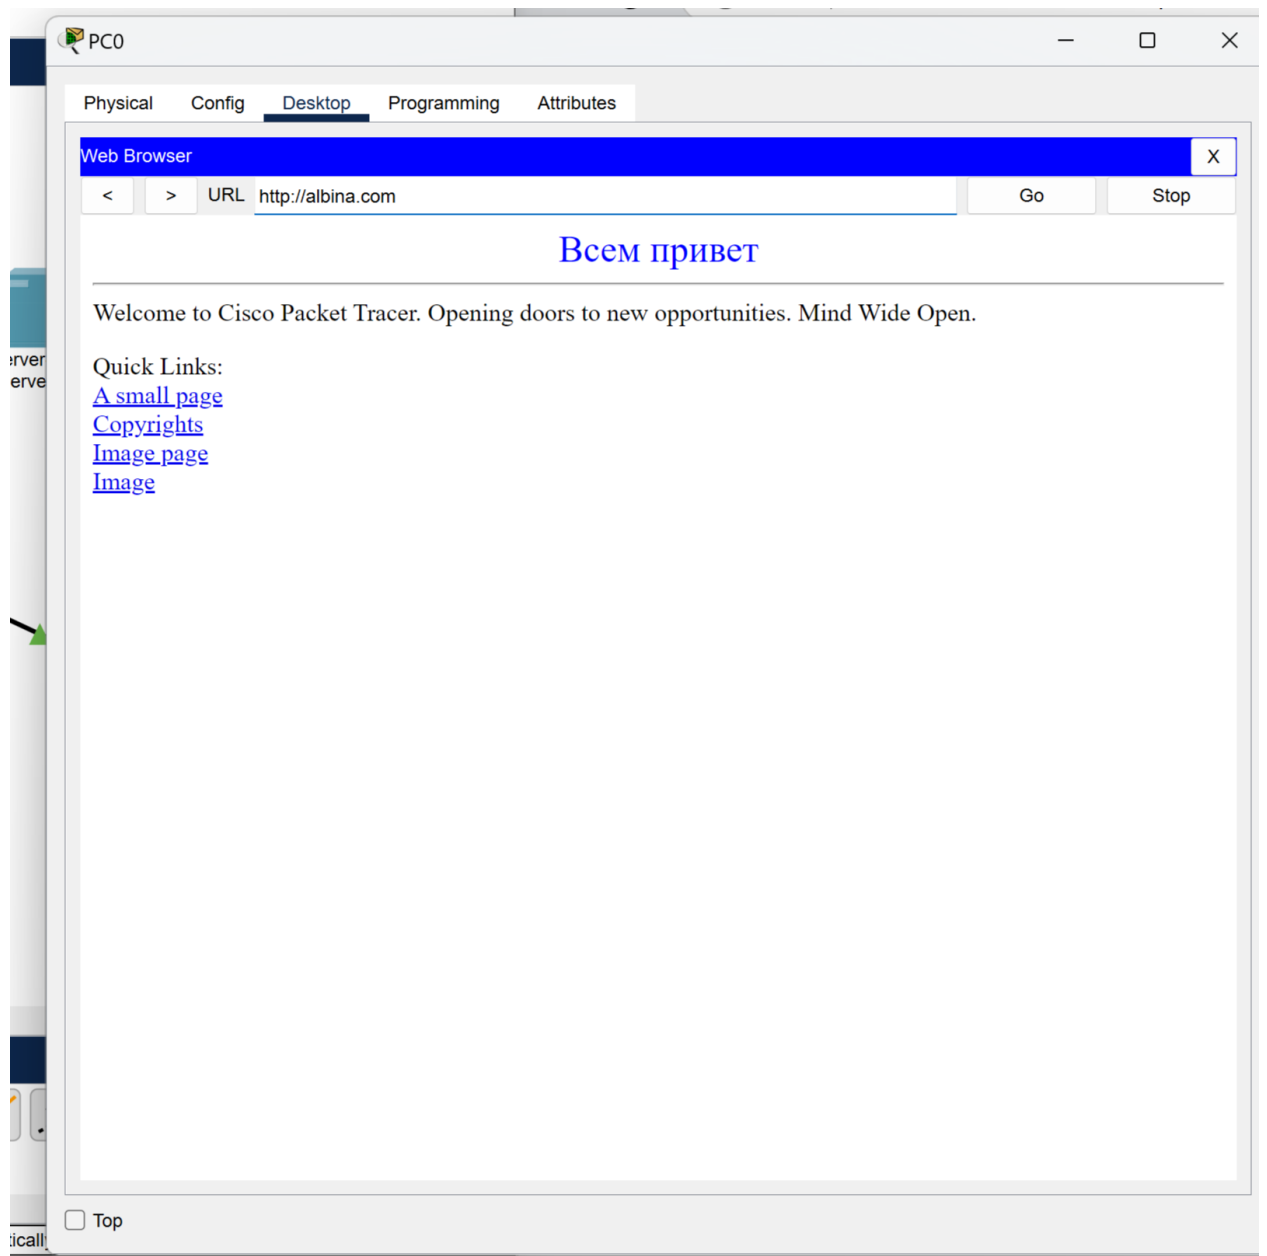 PC0
Physical Config Desktop Programming Attributes
Web Browser X
< > URL http://albina.com Go Stop
Всем привет
Welcome to Cisco Packet Tracer. Opening doors to new opportunities. Mind Wide Open.
Quick Links:
A small page
Copyrights
Image page
Image
Top